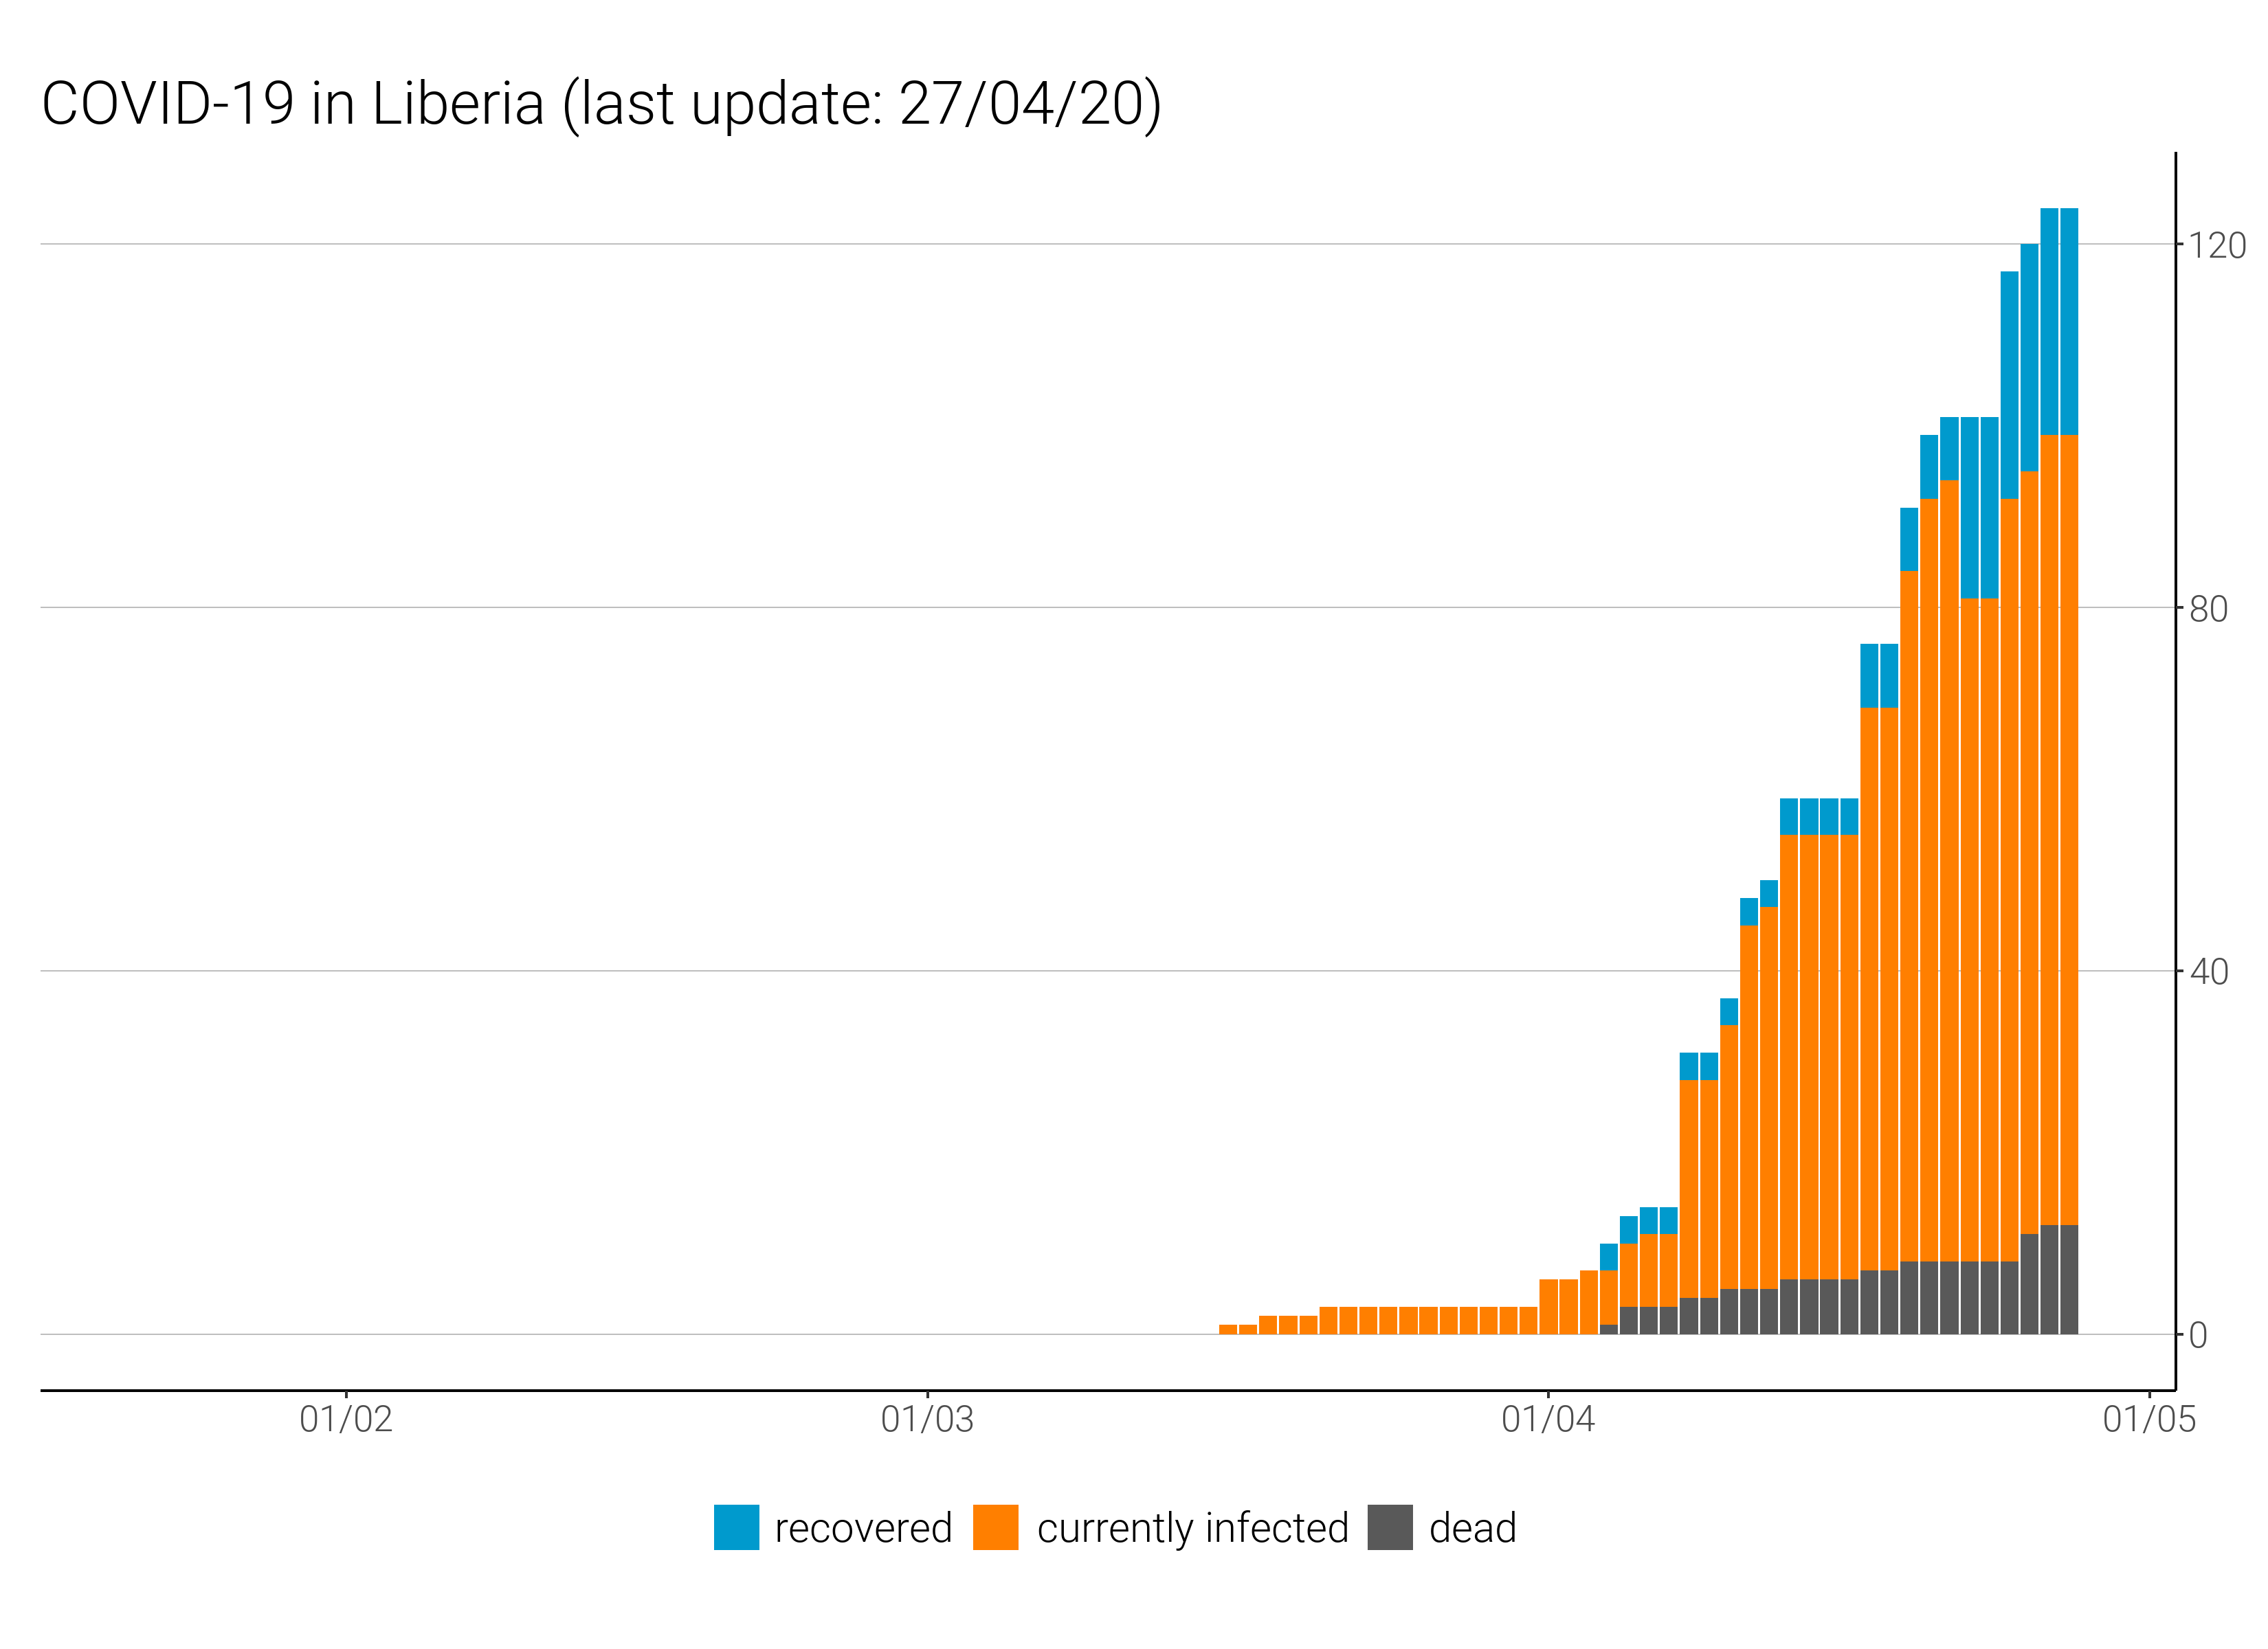 COVID-19 in Liberia (last update: 27/04/20)
120
80
40
0
01/02 01/03 01/04 01/05
recovered currently infected dead